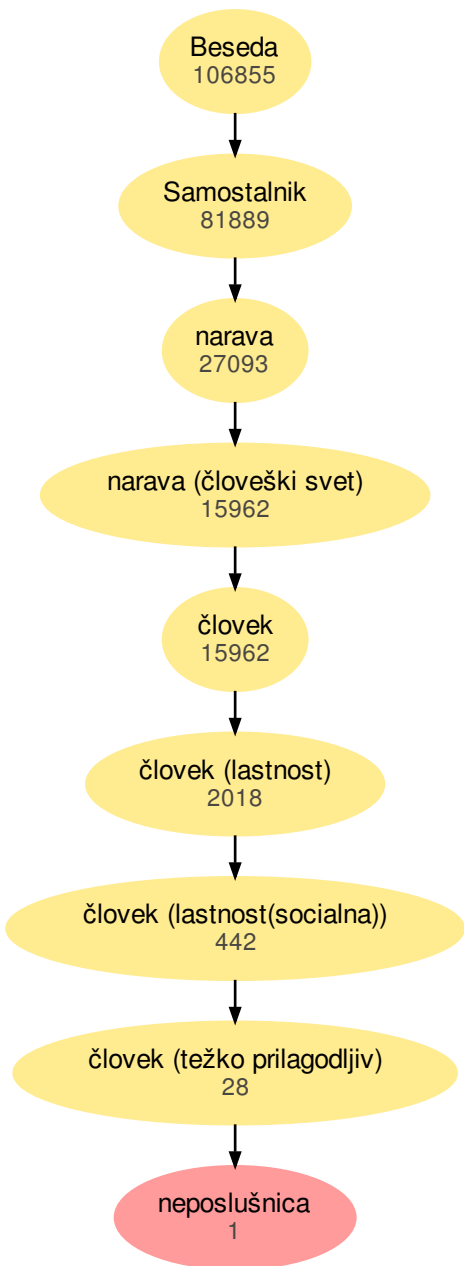 Beseda
106855
Samostalnik
81889
narava
27093
narava (človeški svet)
15962
človek
15962
človek (lastnost)
2018
človek (lastnost(socialna))
442
človek (težko prilagodljiv)
28
neposlušnica
1